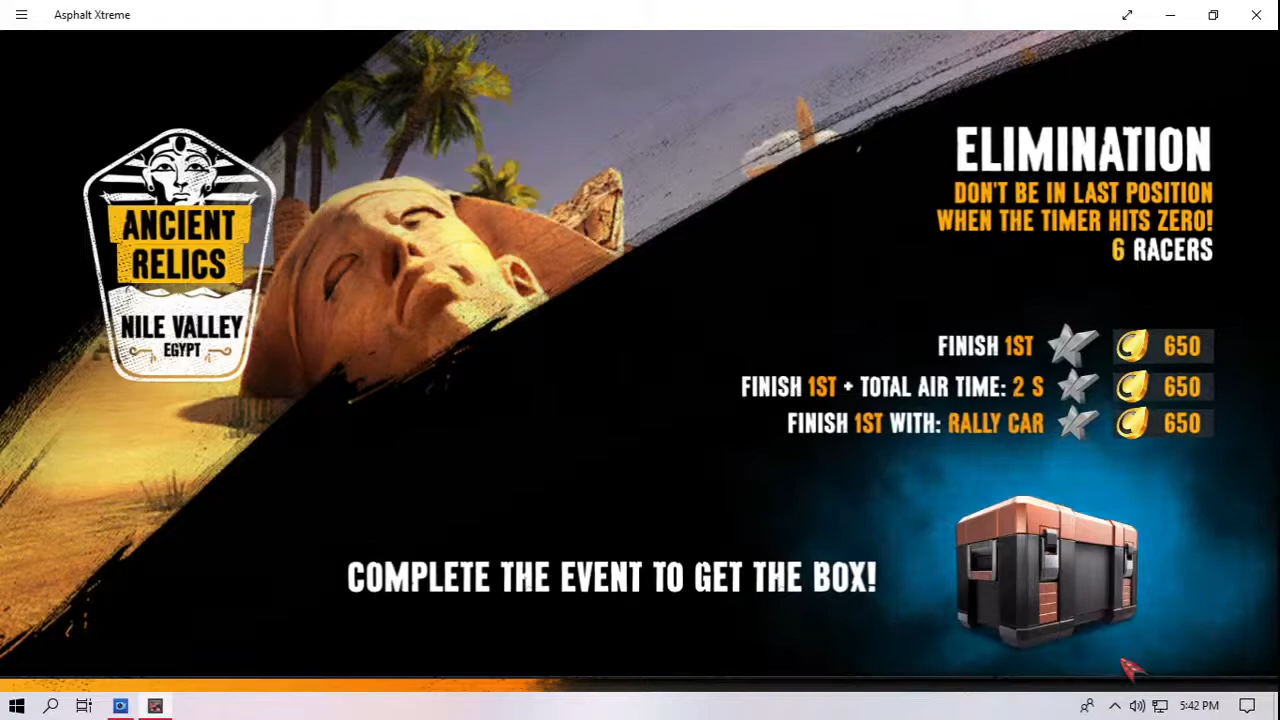 Asphalt Xtreme
ANCIENT
RELICS
NILE VALLEY
EGYPT
ELIMINATION
DON'T BE IN LAST POSITION
WHEN THE TIMER HITS ZERO!
6 RACERS
FINISH 1ST 650
FINISH 1ST + TOTAL AIR TIME: 2 S 650
FINISH 1ST WITH: RALLY CAR 650
COMPLETE THE EVENT TO GET THE BOX!
5:42 PM